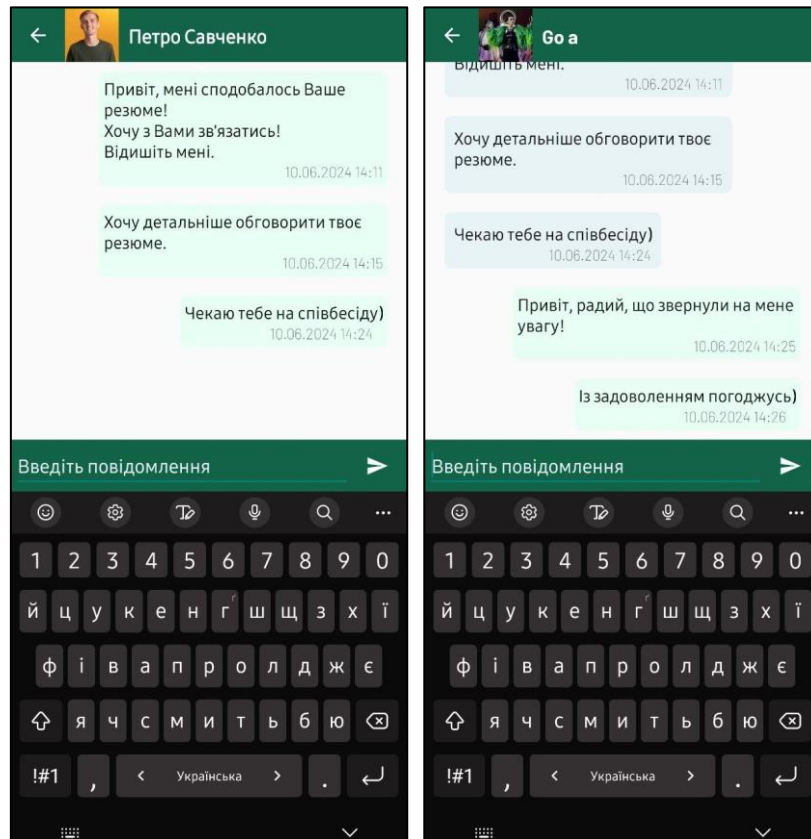 Петро Савченко
Привіт, мені сподобалось Ваше
резюме!
Хочу з Вами зв'язатись!
Відишіть мені.
10.06.2024 14:11
Хочу детальніше обговорити твоє
резюме.
10.06.2024 14:15
Чекаю тебе на співбесіду)
10.06.2024 14:24
Введіть повідомлення
1 2 3 4 5 6 7 8 9 0
й ц у к е н г ґ ш щ з х ї
ф і в а п р о л д ж є
я ч с м и т ь б ю
!#1 , < Українська > .
Go a
Відишіть мені.
10.06.2024 14:11
Хочу детальніше обговорити твоє
резюме.
10.06.2024 14:15
Чекаю тебе на співбесіду)
10.06.2024 14:24
Привіт, радий, що звернули на мене
увагу!
10.06.2024 14:25
Із задоволенням погоджусь)
10.06.2024 14:26
Введіть повідомлення
1 2 3 4 5 6 7 8 9 0
й ц у к е н г ґ ш щ з х ї
ф і в а п р о л д ж є
я ч с м и т ь б ю
!#1 , < Українська > .